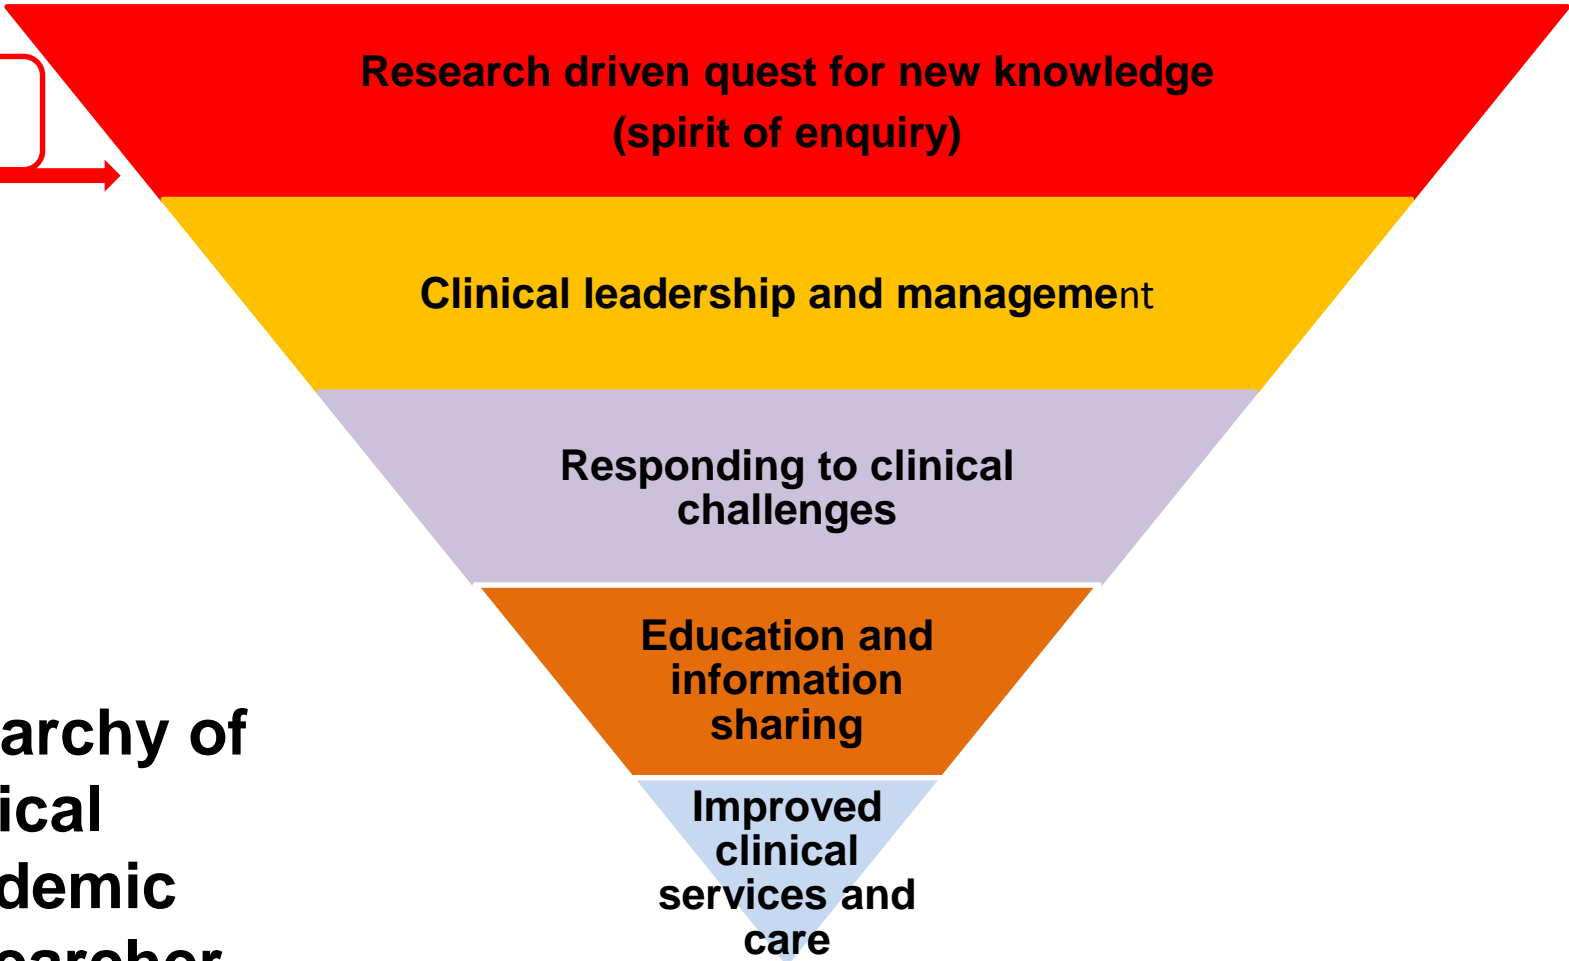 Research driven quest for new knowledge
(spirit of enquiry)
Clinical leadership and management
Responding to clinical
challenges
Education and
information
sharing
Improved
clinical
services and
care
archy of
ical
demic
earcher